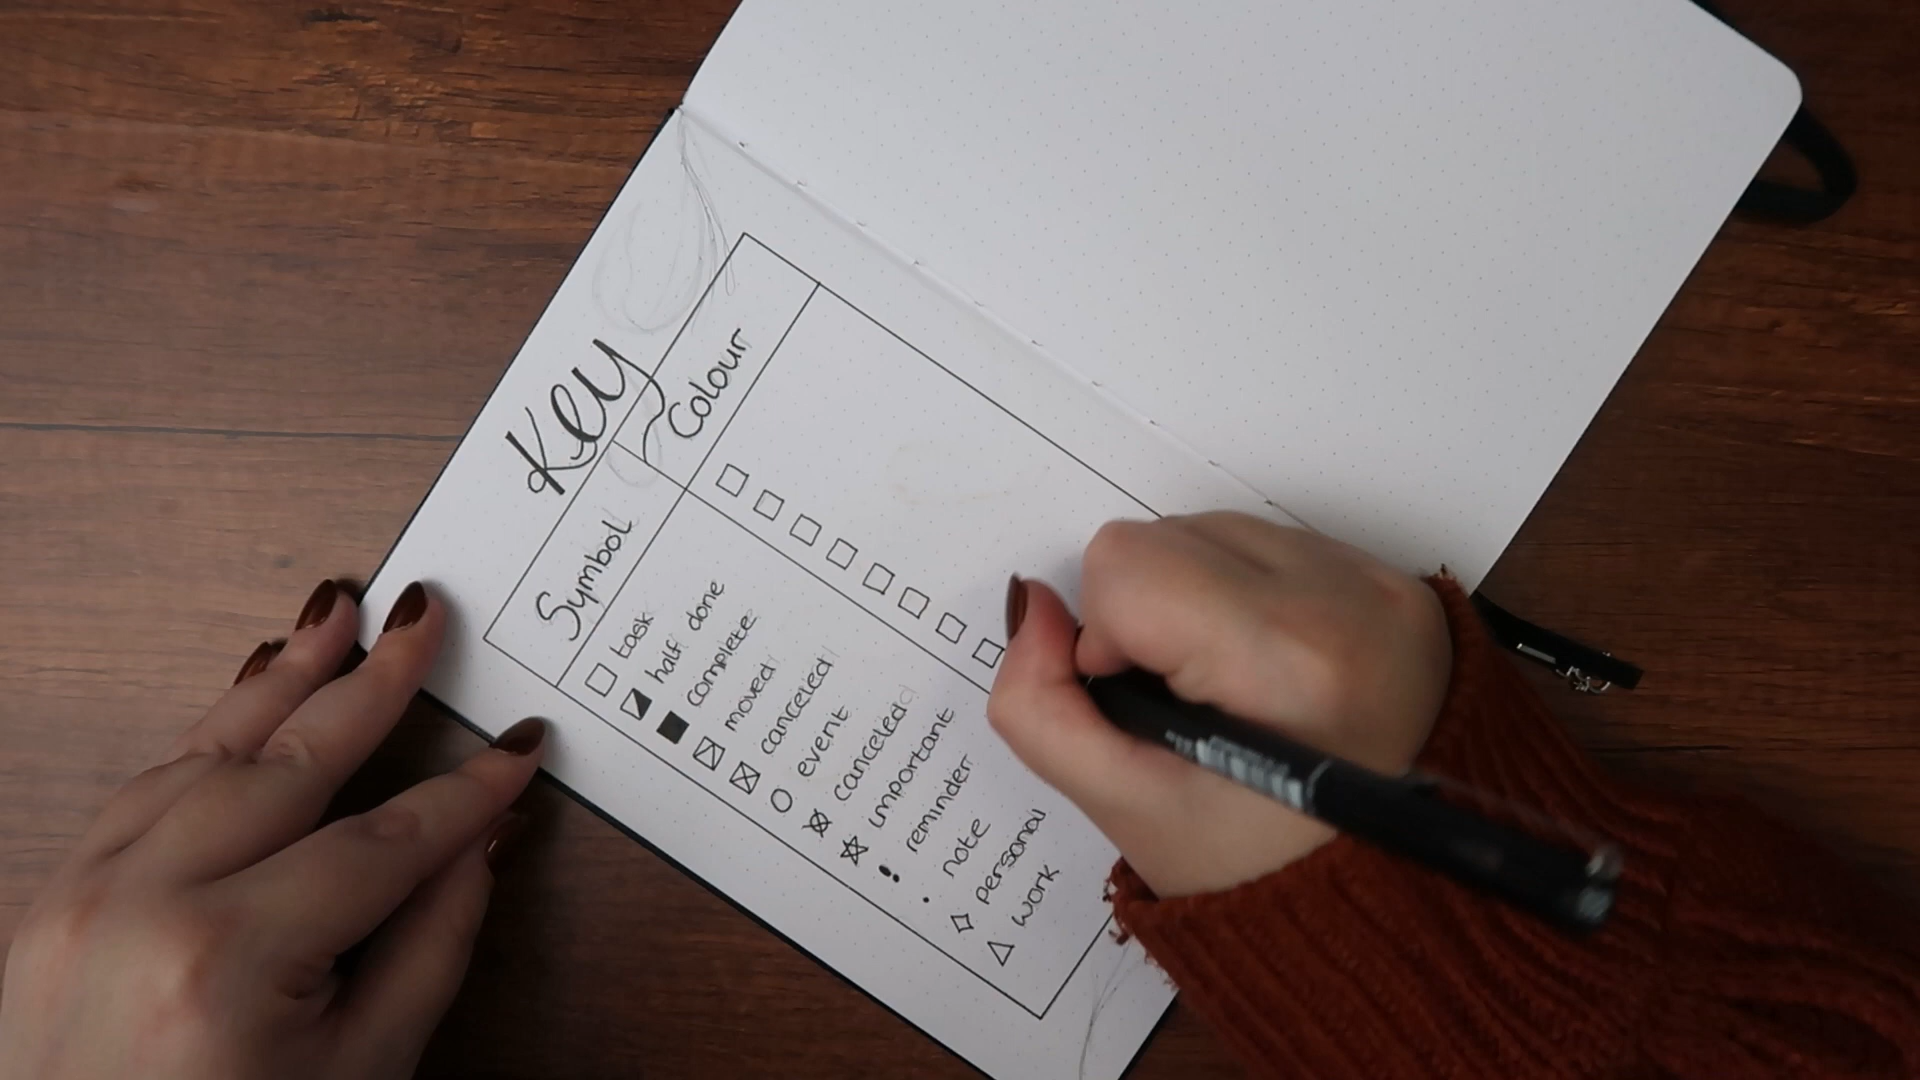 Key
Symbol
Colour
task
half done
complete
moved
canceled
event
canceled
important
reminder
note
personal
work